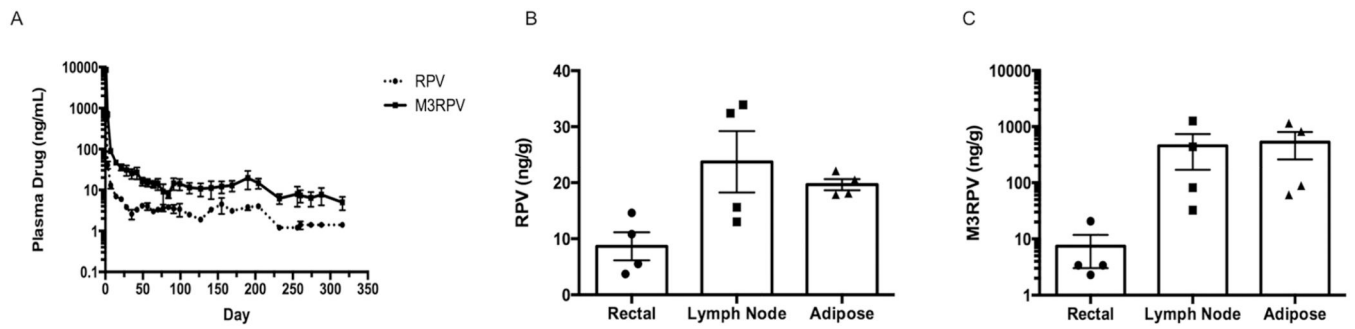 A
B
C
Plasma Drug (ng/mL)
10000
1000
100
10
1
0.1
0 50 100 150 200 250 300 350
Day
RPV
M3RPV
RPV (ng/g)
40
30
20
10
0
Rectal Lymph Node Adipose
M3RPV (ng/g)
10000
1000
100
10
1
Rectal Lymph Node Adipose